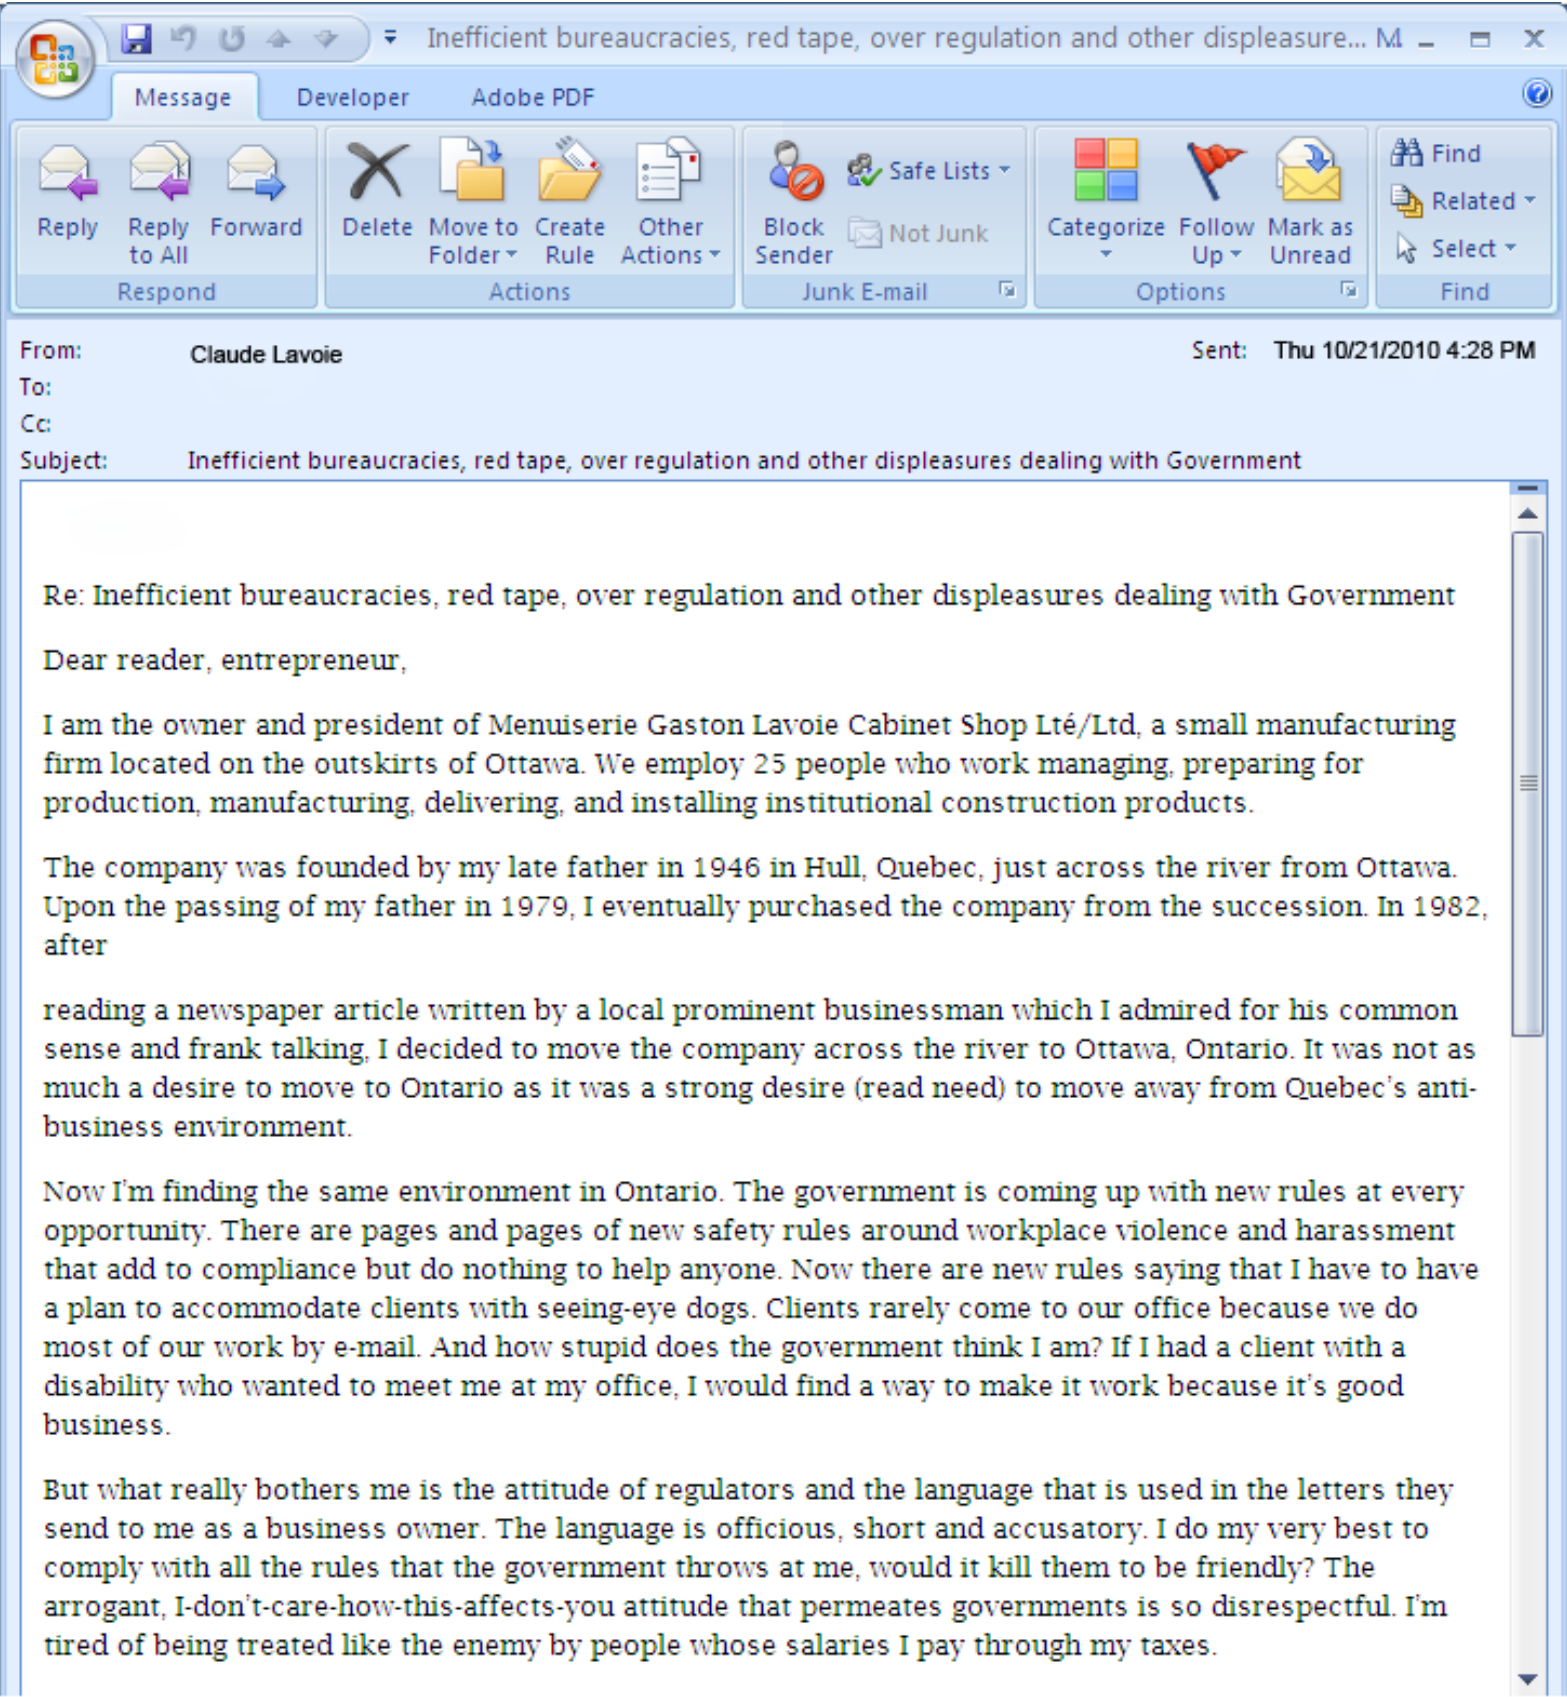 Inefficient bureaucracies, red tape, over regulation and other displeasure... M
Message Developer Adobe PDF
Reply Reply to All Forward
Respond
Delete Move to Folder Create Rule Other Actions
Actions
Block Sender Safe Lists Not Junk
Junk E-mail
Categorize Follow Up Mark as Unread
Options
Find
Related
Select
Find
From: Claude Lavoie Sent: Thu 10/21/2010 4:28 PM
To:
Cc:
Subject: Inefficient bureaucracies, red tape, over regulation and other displeasures dealing with Government
Re: Inefficient bureaucracies, red tape, over regulation and other displeasures dealing with Government
Dear reader, entrepreneur,
I am the owner and president of Menuiserie Gaston Lavoie Cabinet Shop Lté/Ltd, a small manufacturing
firm located on the outskirts of Ottawa. We employ 25 people who work managing, preparing for
production, manufacturing, delivering, and installing institutional construction products.
The company was founded by my late father in 1946 in Hull, Quebec, just across the river from Ottawa.
Upon the passing of my father in 1979, I eventually purchased the company from the succession. In 1982,
after
reading a newspaper article written by a local prominent businessman which I admired for his common
sense and frank talking, I decided to move the company across the river to Ottawa, Ontario. It was not as
much a desire to move to Ontario as it was a strong desire (read need) to move away from Quebec's anti-
business environment.
Now I'm finding the same environment in Ontario. The government is coming up with new rules at every
opportunity. There are pages and pages of new safety rules around workplace violence and harassment
that add to compliance but do nothing to help anyone. Now there are new rules saying that I have to have
a plan to accommodate clients with seeing-eye dogs. Clients rarely come to our office because we do
most of our work by e-mail. And how stupid does the government think I am? If I had a client with a
disability who wanted to meet me at my office, I would find a way to make it work because it's good
business.
But what really bothers me is the attitude of regulators and the language that is used in the letters they
send to me as a business owner. The language is officious, short and accusatory. I do my very best to
comply with all the rules that the government throws at me, would it kill them to be friendly? The
arrogant, I-don't-care-how-this-affects-you attitude that permeates governments is so disrespectful. I'm
tired of being treated like the enemy by people whose salaries I pay through my taxes.